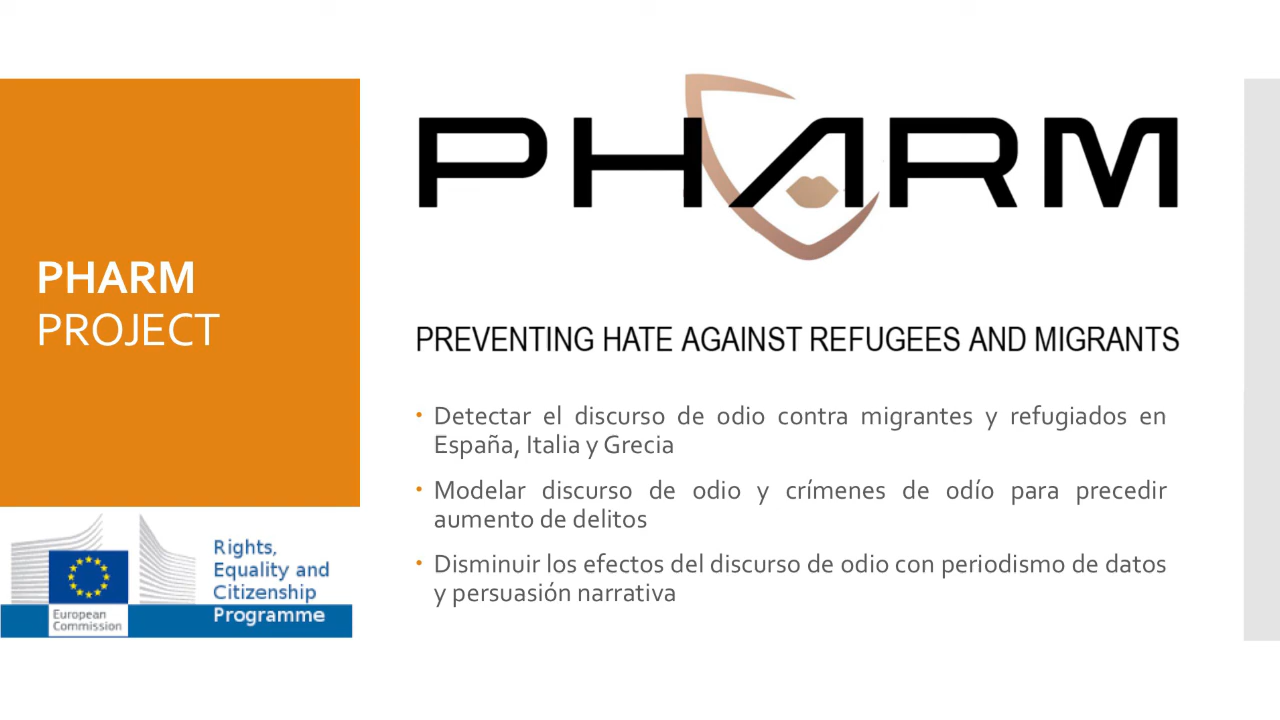 PHARM
PROJECT
PHARM
PREVENTING HATE AGAINST REFUGEES AND MIGRANTS
• Detectar el discurso de odio contra migrantes y refugiados en
España, Italia y Grecia
• Modelar discurso de odio y crímenes de odío para precedir
aumento de delitos
• Disminuir los efectos del discurso de odio con periodismo de datos
y persuasión narrativa
Rights,
Equality and
Citizenship
Programme
European
Commission